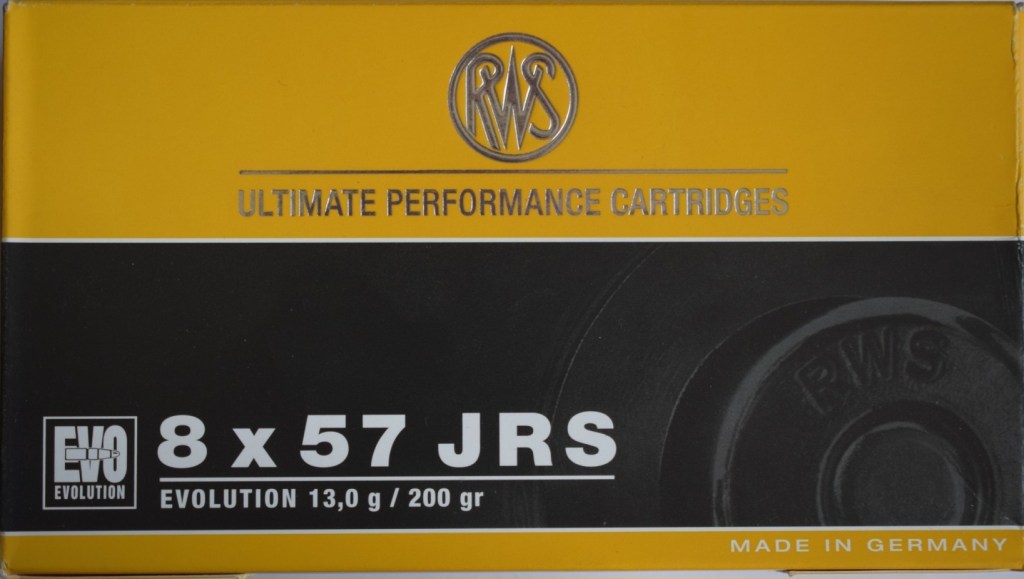 RWS
ULTIMATE PERFORMANCE CARTRIDGES
RWS
EVO
EVOLUTION
8 x 57 JRS
EVOLUTION 13,0 g / 200 gr
MADE IN GERMANY